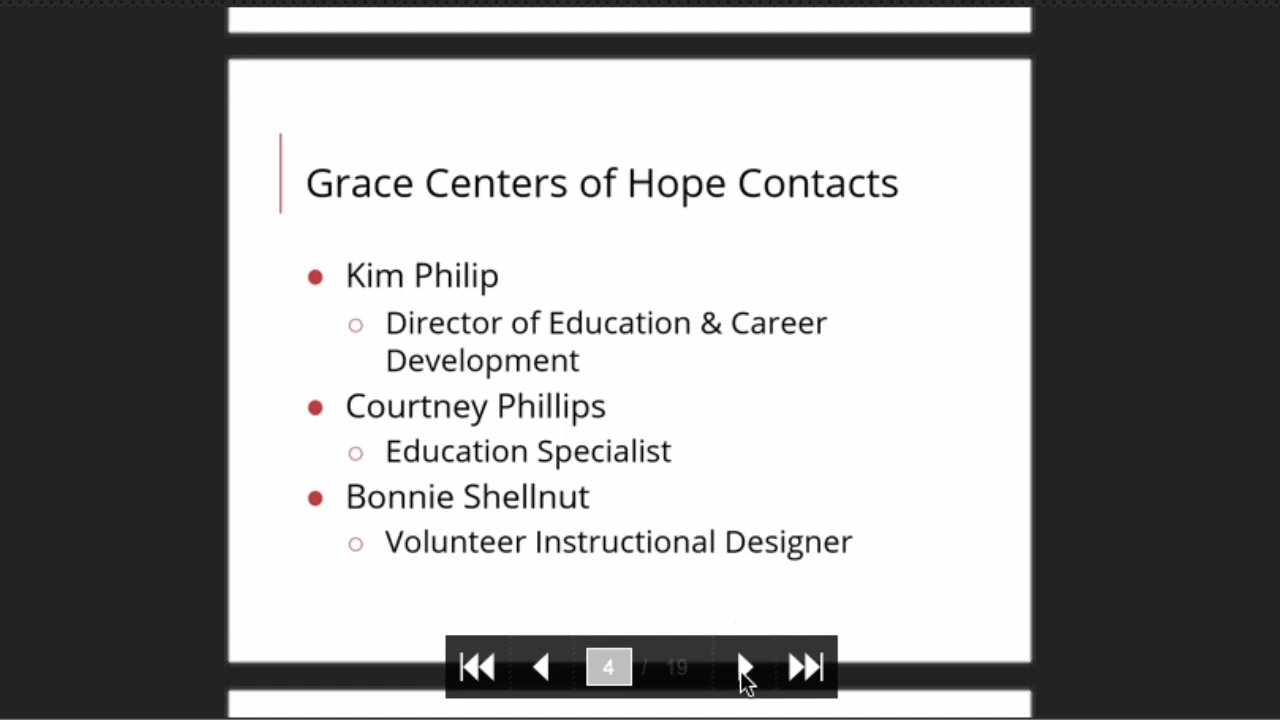 Grace Centers of Hope Contacts
Kim Philip
Director of Education & Career
Development
Courtney Phillips
Education Specialist
Bonnie Shellnut
Volunteer Instructional Designer
4 / 19